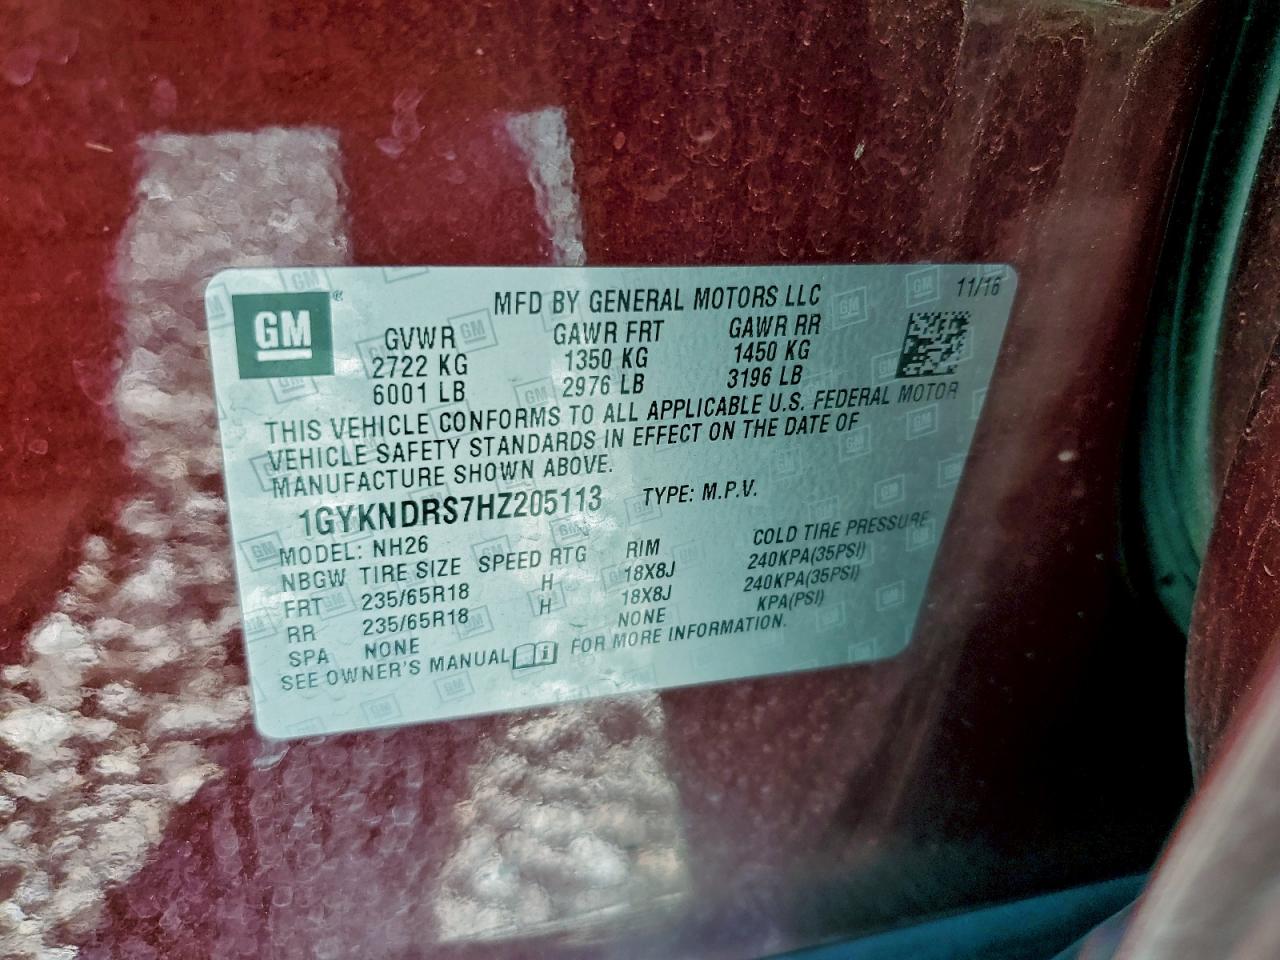 GM ®
MFD BY GENERAL MOTORS LLC 11/16
GVWR GAWR FRT GAWR RR
2722 KG 1350 KG 1450 KG
6001 LB 2976 LB 3196 LB
THIS VEHICLE CONFORMS TO ALL APPLICABLE U.S. FEDERAL MOTOR
VEHICLE SAFETY STANDARDS IN EFFECT ON THE DATE OF
MANUFACTURE SHOWN ABOVE.
1GYKNDRS7HZ205113 TYPE: M.P.V.
MODEL: NH26
NBGW TIRE SIZE SPEED RTG RIM COLD TIRE PRESSURE
FRT 235/65R18 H 18X8J 240KPA(35PSI)
RR 235/65R18 H 18X8J 240KPA(35PSI)
SPA NONE NONE KPA(PSI)
SEE OWNER'S MANUAL FOR MORE INFORMATION.